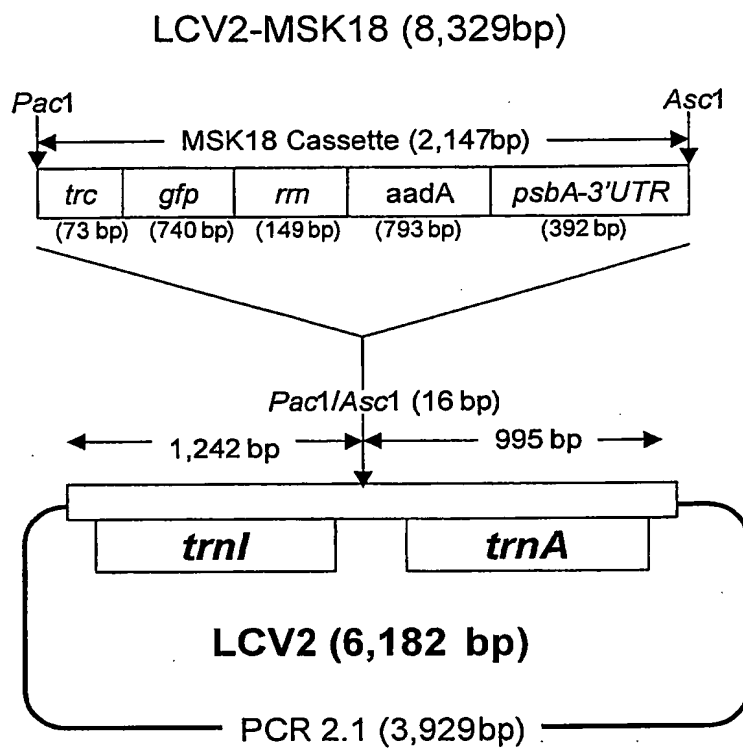 LCV2-MSK18 (8,329bp)
Pac1 Asc1
MSK18 Cassette (2,147bp)
trc gfp rrn aadA psbA-3'UTR
(73 bp) (740 bp) (149 bp) (793 bp) (392 bp)
Pac1/Asc1 (16 bp)
1,242 bp 995 bp
trnI trnA
LCV2 (6,182 bp)
PCR 2.1 (3,929bp)